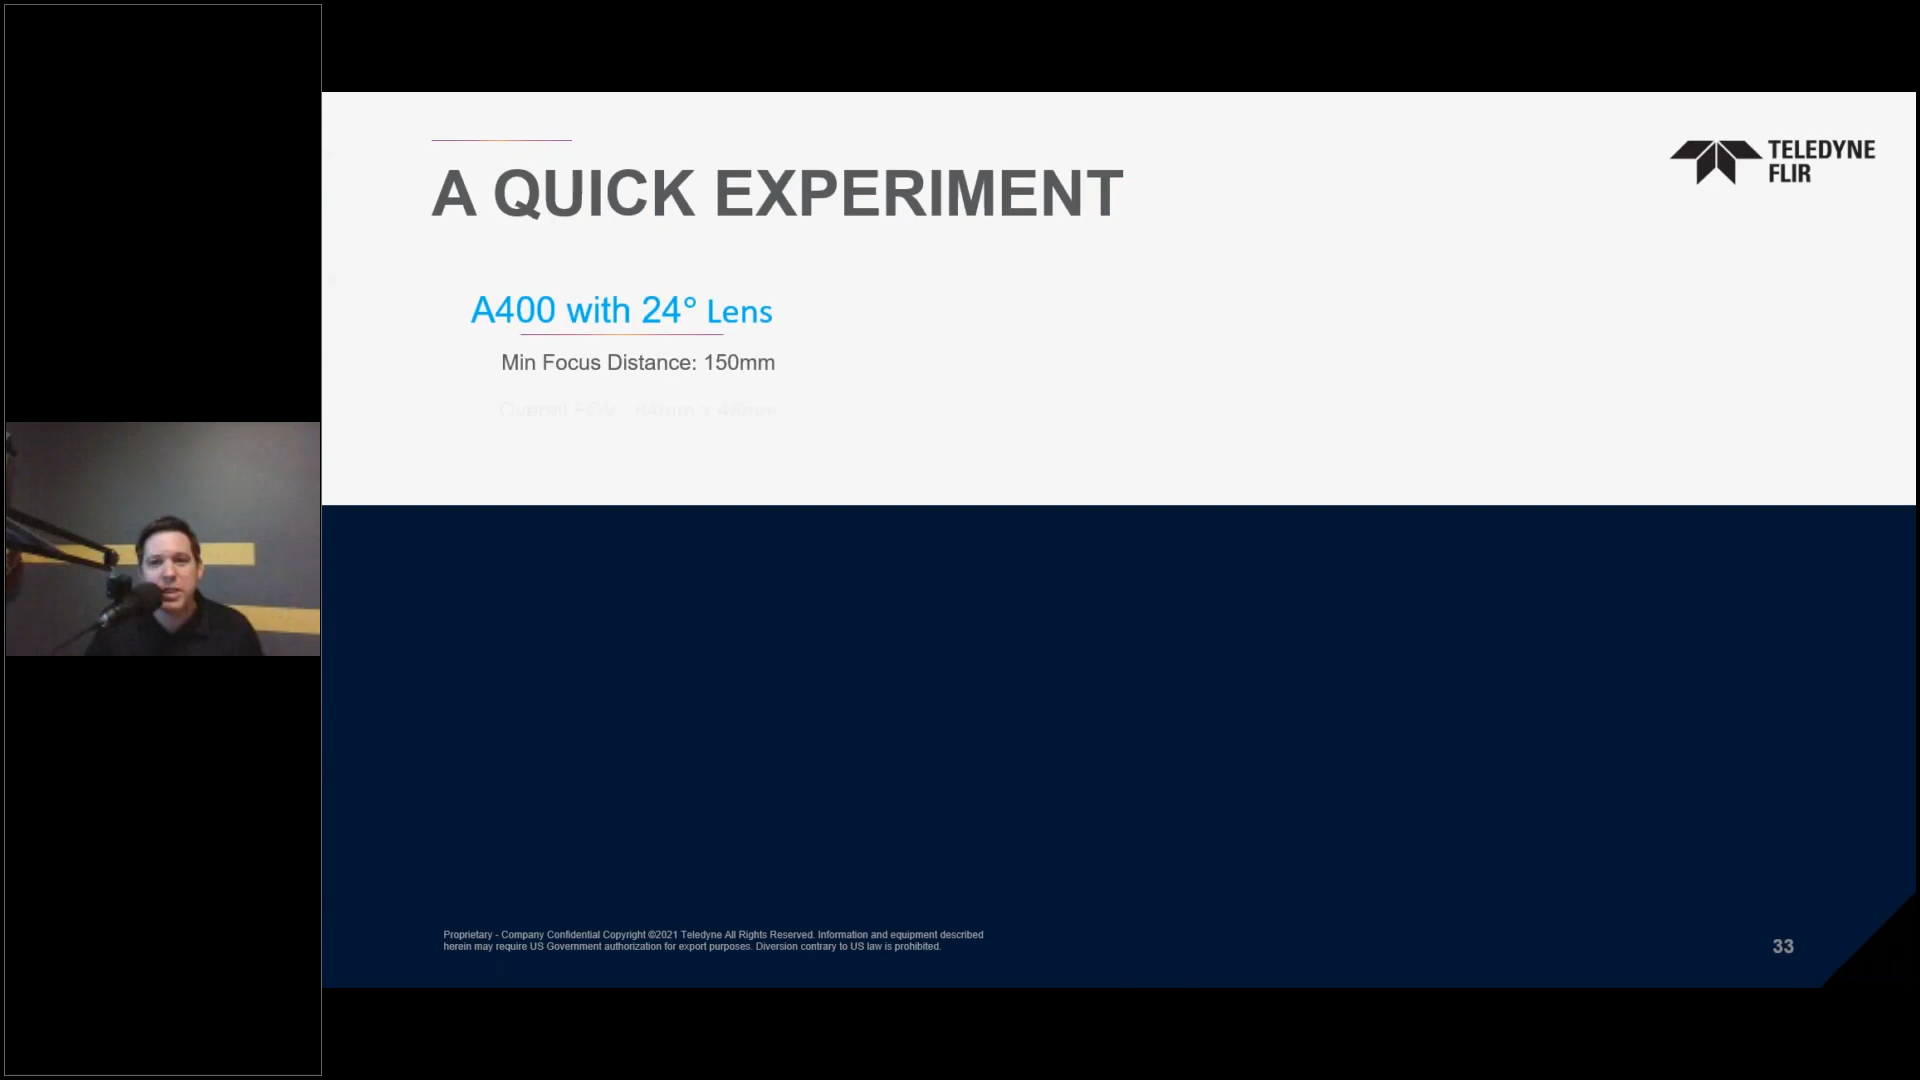 A QUICK EXPERIMENT
TELEDYNE
FLIR
A400 with 24° Lens
Min Focus Distance: 150mm
Proprietary - Company Confidential Copyright ©2021 Teledyne All Rights Reserved. Information and equipment described
herein may require US Government authorization for export purposes. Diversion contrary to US law is prohibited.
33